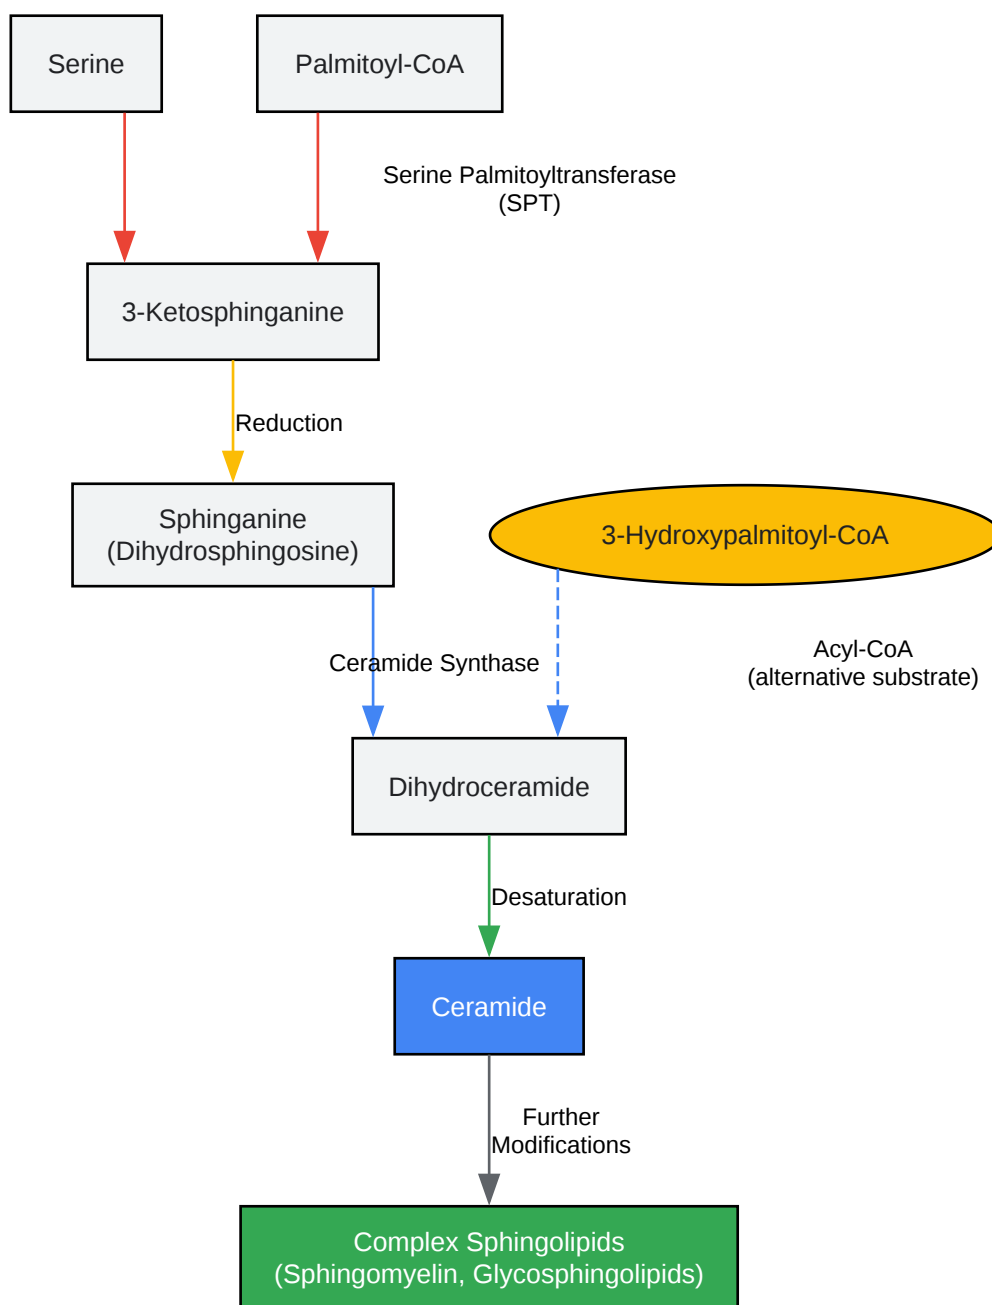 Serine
Palmitoyl-CoA
Serine Palmitoyltransferase
(SPT)
3-Ketosphinganine
Reduction
Sphinganine
(Dihydrosphingosine)
3-Hydroxypalmitoyl-CoA
Ceramide Synthase
Acyl-CoA
(alternative substrate)
Dihydroceramide
Desaturation
Ceramide
Further
Modifications
Complex Sphingolipids
(Sphingomyelin, Glycosphingolipids)